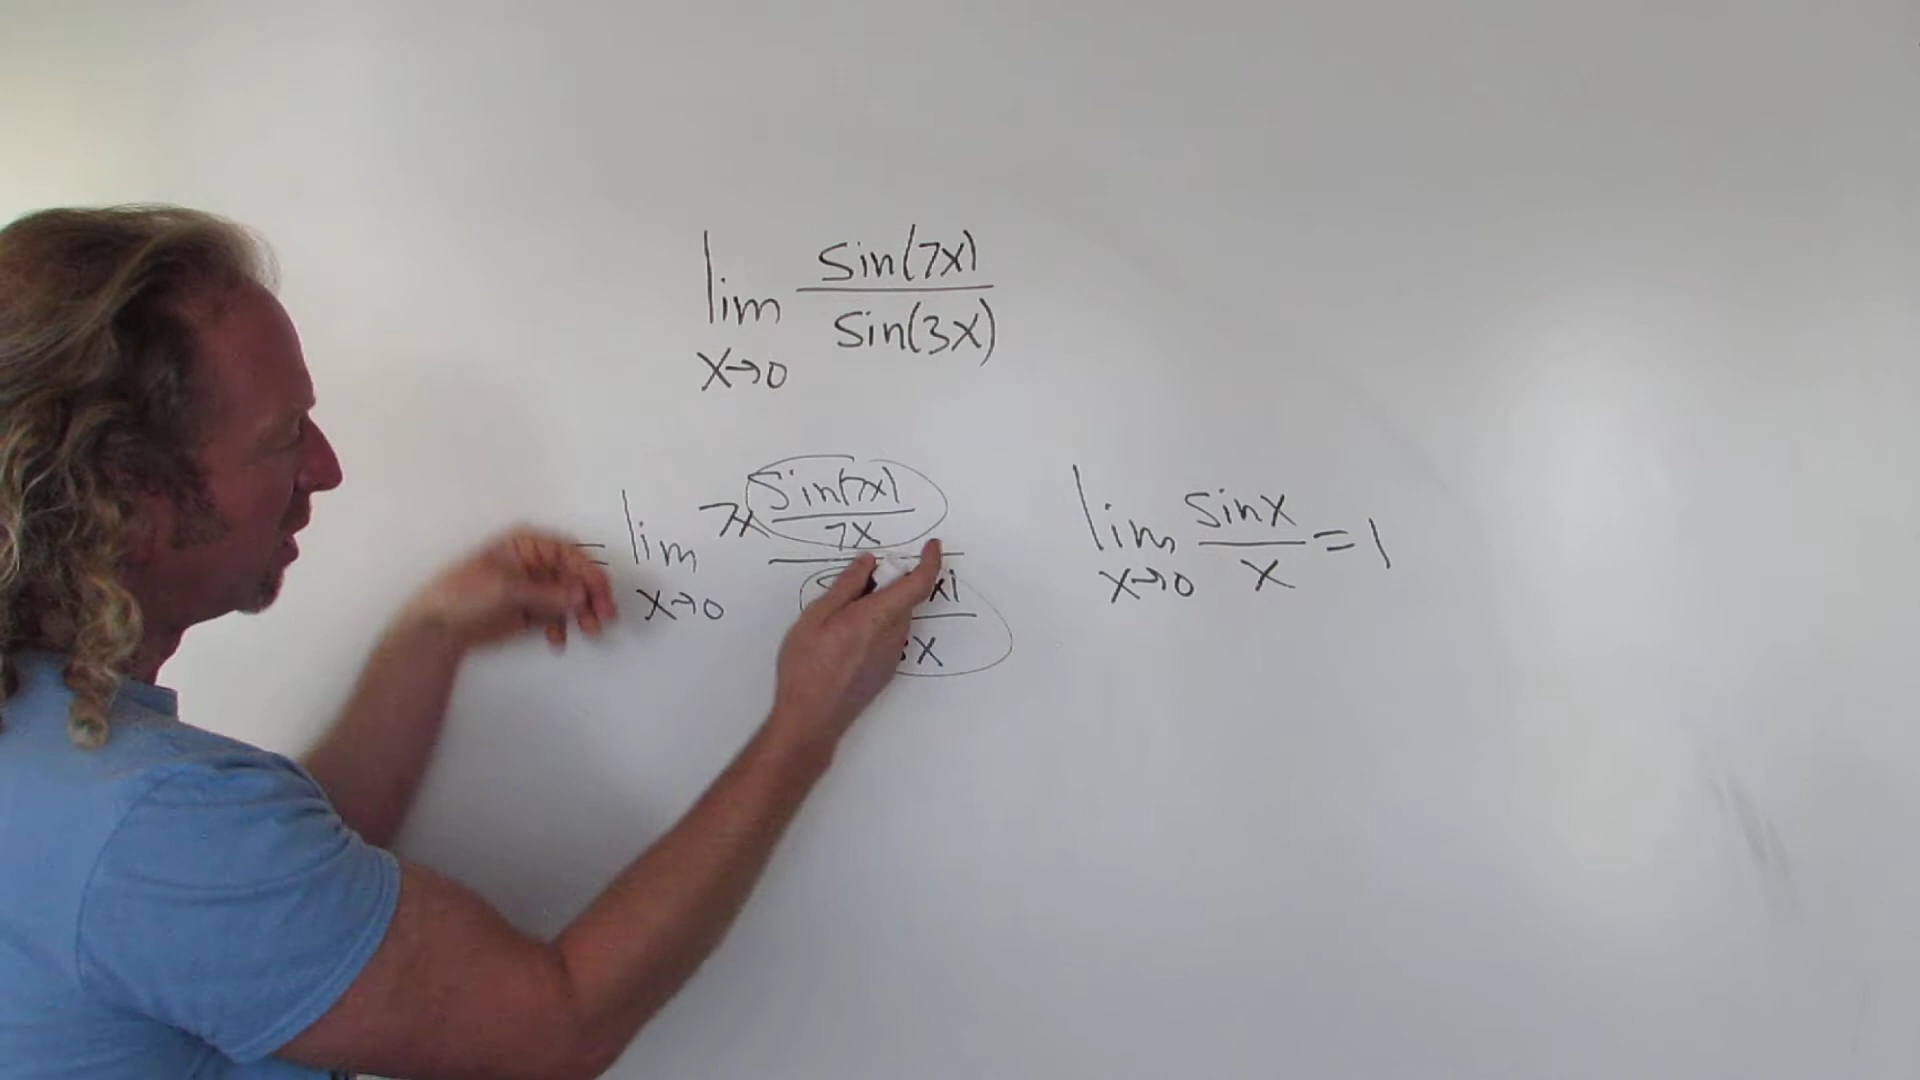 lim sin(7x)
x→0 sin(3x)
= lim 7x sin(7x)
7x
x→0 x)
x
lim sinx = 1
x→0 x